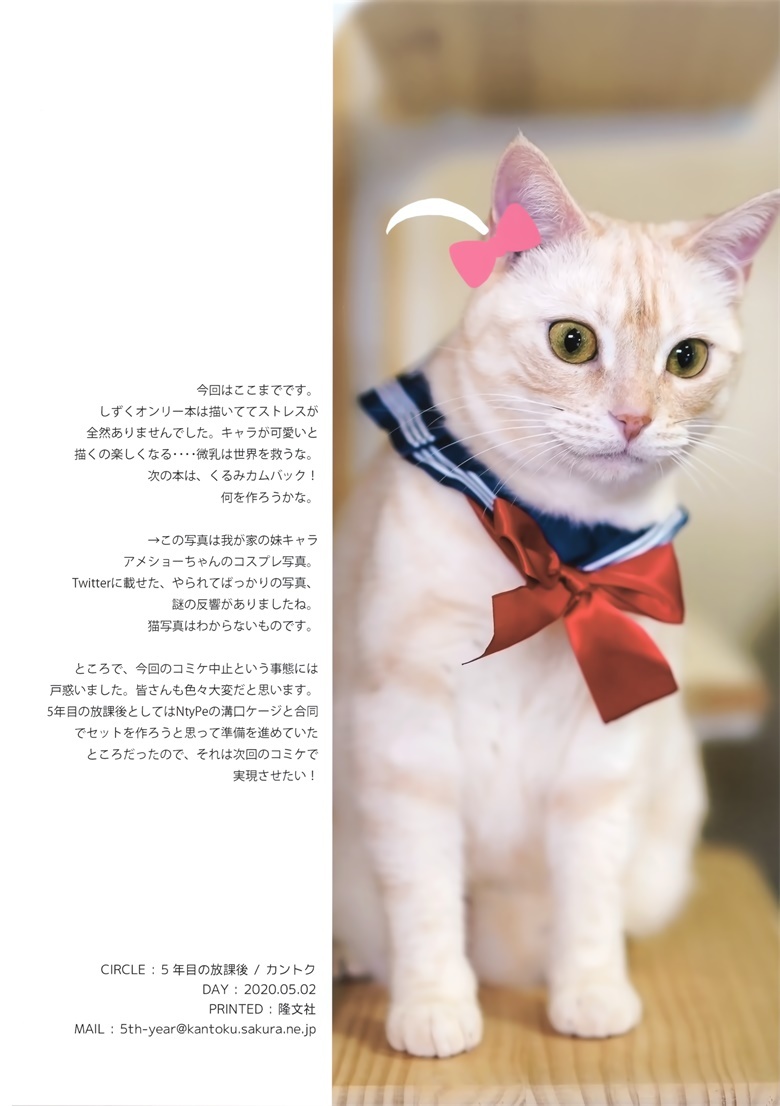 今回はここまでです。
しずくオンリー本は描いててストレスが
全然ありませんでした。キャラが可愛いと
描くの楽しくなる････微乳は世界を救うな。
次の本は、くるみカムバック！
何を作ろうかな。
→この写真は我が家の妹キャラ
アメショーちゃんのコスプレ写真。
Twitterに載せた、やられてばっかりの写真、
謎の反響がありましたね。
猫写真はわからないものです。
ところで、今回のコミケ中止という事態には
戸惑いました。皆さんも色々大変だと思います。
5年目の放課後としてはNtyPeの溝口ケージと合同
でセットを作ろうと思って準備を進めていた
ところだったので、それは次回のコミケで
実現させたい！
CIRCLE : 5 年目の放課後 / カントク
DAY : 2020.05.02
PRINTED : 隆文社
MAIL : 5th-year@kantoku.sakura.ne.jp